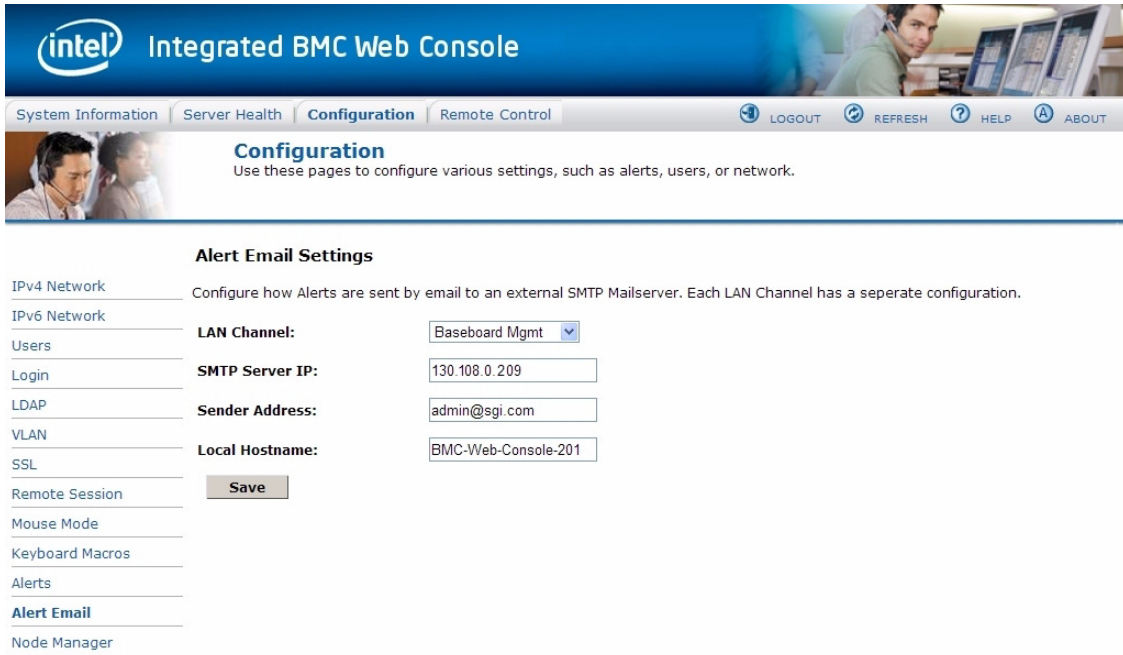 intel Integrated BMC Web Console
System Information Server Health Configuration Remote Control LOGOUT REFRESH ? HELP A ABOUT
Configuration
Use these pages to configure various settings, such as alerts, users, or network.
Alert Email Settings
Configure how Alerts are sent by email to an external SMTP Mailserver. Each LAN Channel has a seperate configuration.
IPv4 Network
IPv6 Network
Users
Login
LDAP
VLAN
SSL
Remote Session
Mouse Mode
Keyboard Macros
Alerts
Alert Email
Node Manager
LAN Channel: Baseboard Mgmt
SMTP Server IP: 130.108.0.209
Sender Address: admin@sgi.com
Local Hostname: BMC-Web-Console-201
Save